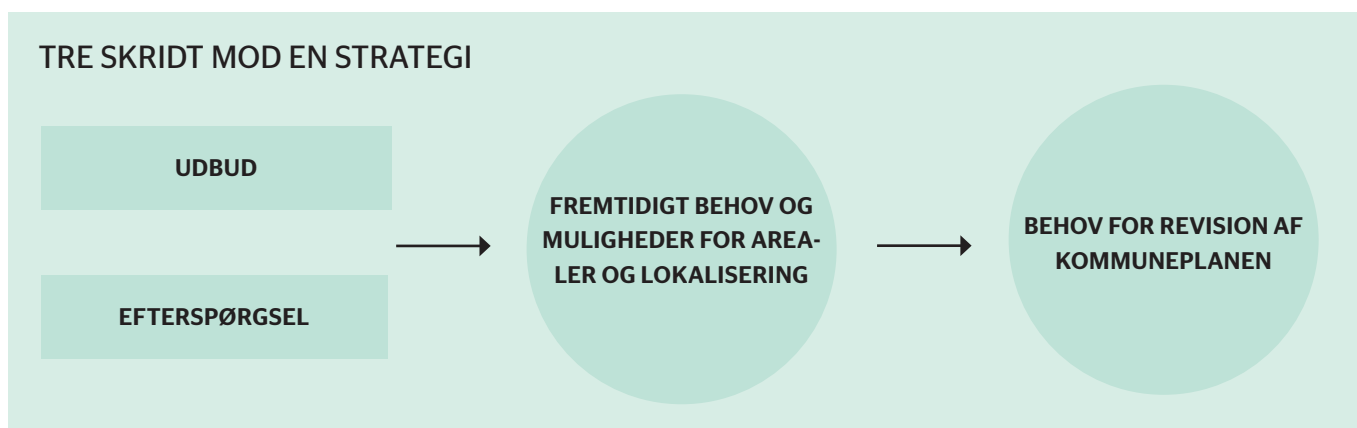 TRE SKRIDT MOD EN STRATEGI
UDBUD
EFTERSPØRGSEL
FREMTIDIGT BEHOV OG
MULIGHEDER FOR AREA-
LER OG LOKALISERING
BEHOV FOR REVISION AF
KOMMUNEPLANEN